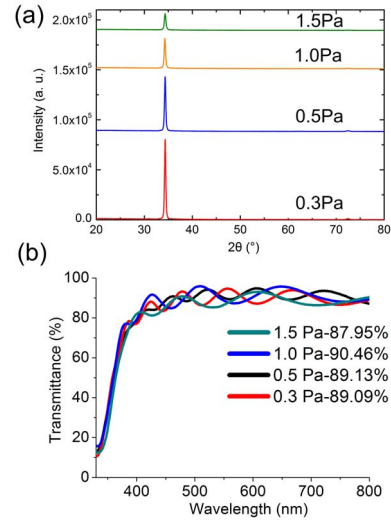 (a)
2.0x10⁵
1.5x10⁵
1.0x10⁵
5.0x10⁴
0.0
Intensity (a. u.)
1.5Pa
1.0Pa
0.5Pa
0.3Pa
20 30 40 50 60 70 80
2θ (°)
(b)
100
80
60
40
20
0
Transmittance (%)
1.5 Pa-87.95%
1.0 Pa-90.46%
0.5 Pa-89.13%
0.3 Pa-89.09%
400 500 600 700 800
Wavelength (nm)